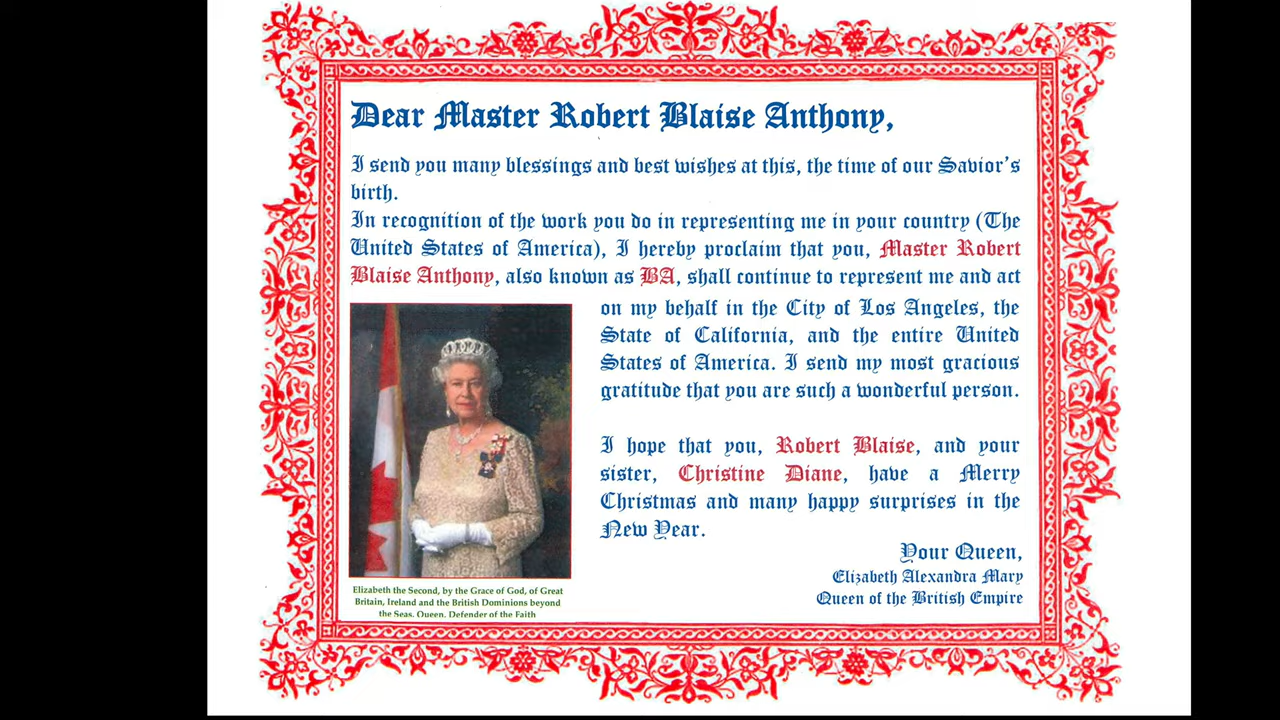 Dear Master Robert Blaise Anthony,
I send you many blessings and best wishes at this, the time of our Savior's
birth.
In recognition of the work you do in representing me in your country (The
United States of America), I hereby proclaim that you, Master Robert
Blaise Anthony, also known as BA, shall continue to represent me and act
on my behalf in the City of Los Angeles, the
State of California, and the entire United
States of America. I send my most gracious
gratitude that you are such a wonderful person.
I hope that you, Robert Blaise, and your
sister, Christine Diane, have a Merry
Christmas and many happy surprises in the
New Year.
Your Queen,
Elizabeth Alexandra Mary
Queen of the British Empire
Elizabeth the Second, by the Grace of God, of Great
Britain, Ireland and the British Dominions beyond
the Seas, Queen, Defender of the Faith